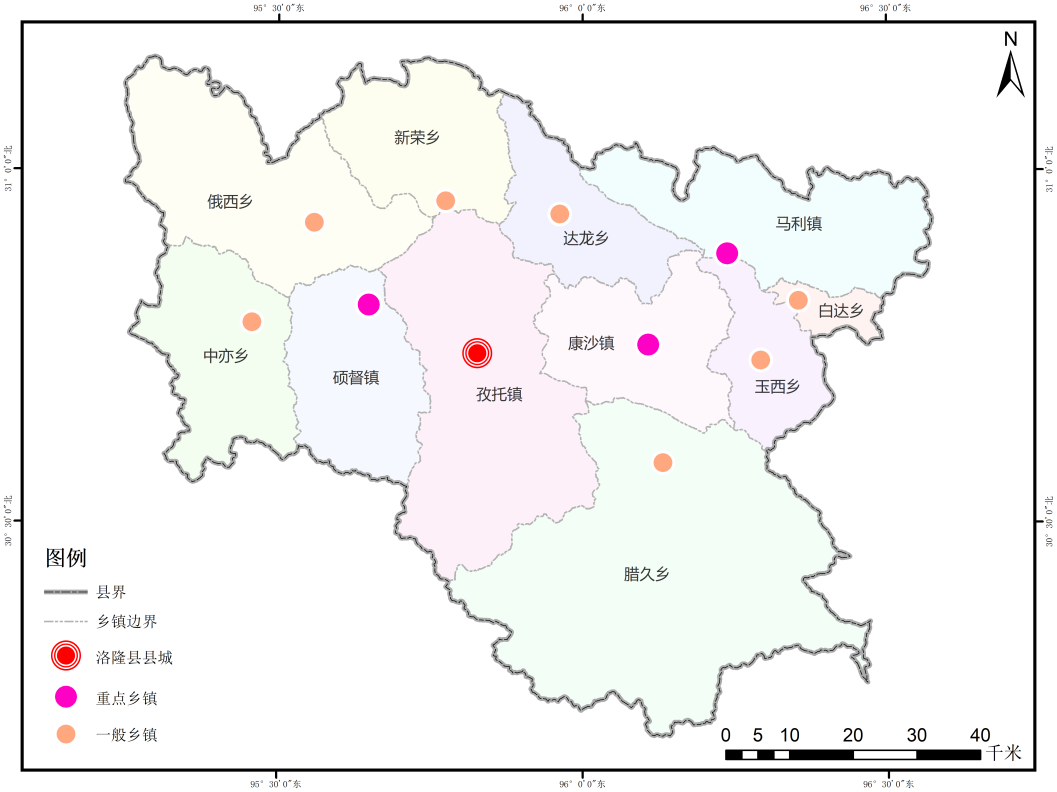 95° 30' 0"东
96° 0' 0"东
96° 30' 0"东
N
31° 0' 0"北
31° 0' 0"北
新荣乡
俄西乡
达龙乡
马利镇
白达乡
中亦乡
硕督镇
康沙镇
孜托镇
玉西乡
腊久乡
30° 30' 0"北
30° 30' 0"北
图例
县界
乡镇边界
洛隆县县城
重点乡镇
一般乡镇
0 5 10 20 30 40
千米
95° 30' 0"东
96° 0' 0"东
96° 30' 0"东